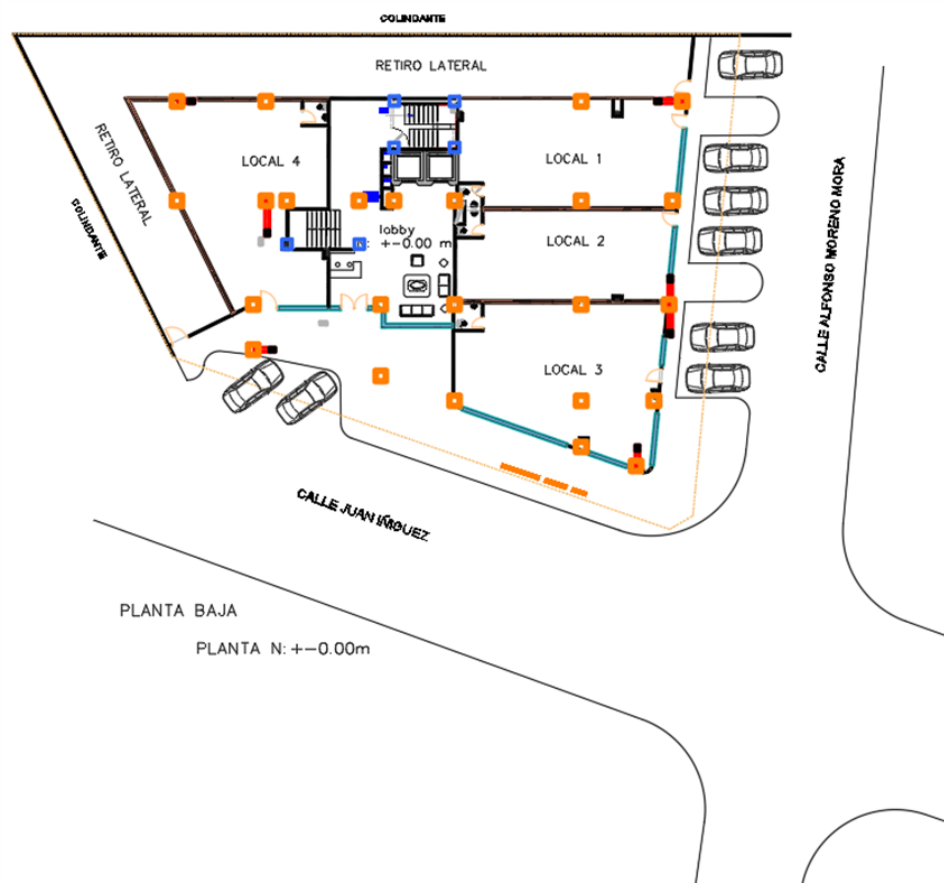 COLINDANTE
RETIRO LATERAL
RETIRO LATERAL
COLINDANTE
LOCAL 4
LOCAL 1
lobby
+-0.00 m
LOCAL 2
LOCAL 3
CALLE ALFONSO MORENO MORA
CALLE JUAN IÑIGUEZ
PLANTA BAJA
PLANTA N: +-0.00m